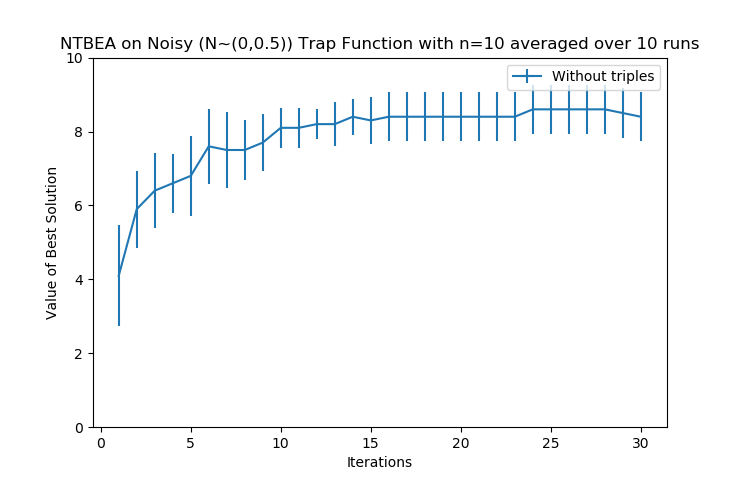 NTBEA on Noisy (N~(0,0.5)) Trap Function with n=10 averaged over 10 runs
Without triples
10
8
6
4
2
0
Value of Best Solution
0 5 10 15 20 25 30
Iterations